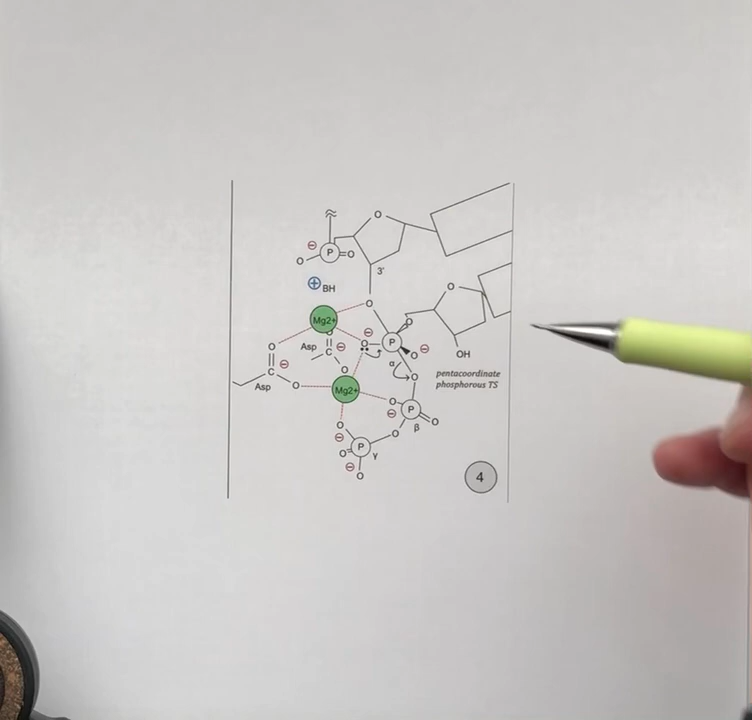 O
⊖
P
O
=O
3'
⊕ BH
O
O
Mg2+
⊖
O
O
Asp
C
⊖
O
P
O ⊖
OH
⊖
C
α
O
pentacoordinate
phosphorous TS
Asp
O
Mg2+
O
⊖
P
O
β
O
⊖
O
O=
P
γ
⊖
O
4